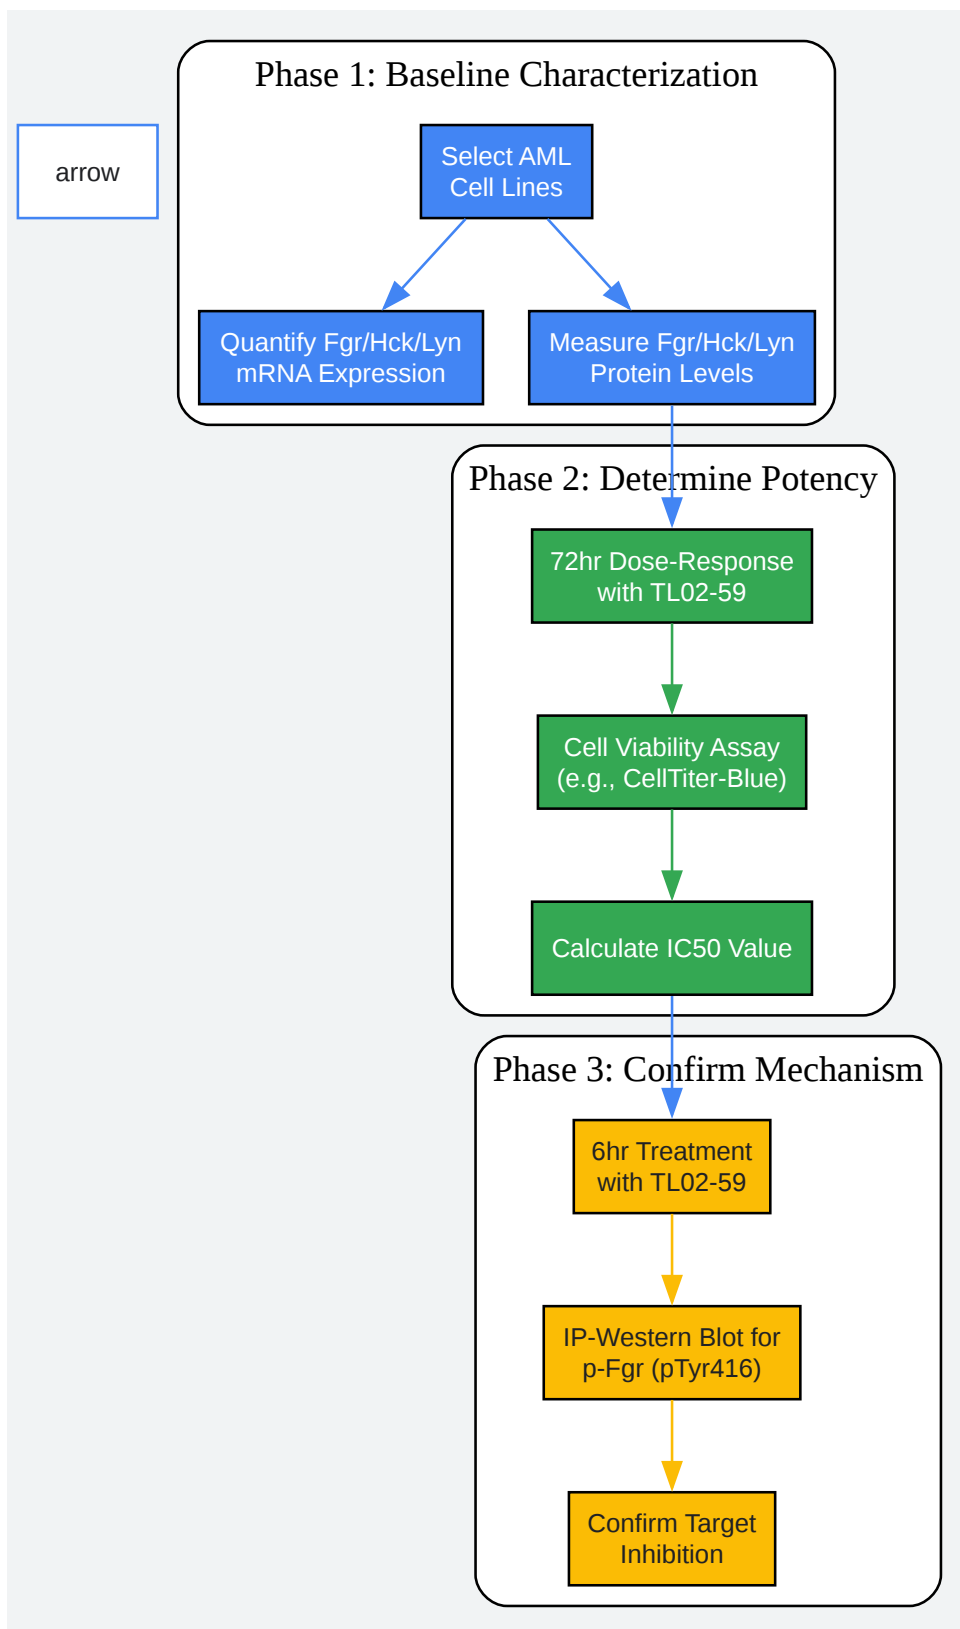 Phase 1: Baseline Characterization
arrow
Select AML
Cell Lines
Quantify Fgr/Hck/Lyn
mRNA Expression
Measure Fgr/Hck/Lyn
Protein Levels
Phase 2: Determine Potency
72hr Dose-Response
with TL02-59
Cell Viability Assay
(e.g., CellTiter-Blue)
Calculate IC50 Value
Phase 3: Confirm Mechanism
6hr Treatment
with TL02-59
IP-Western Blot for
p-Fgr (pTyr416)
Confirm Target
Inhibition